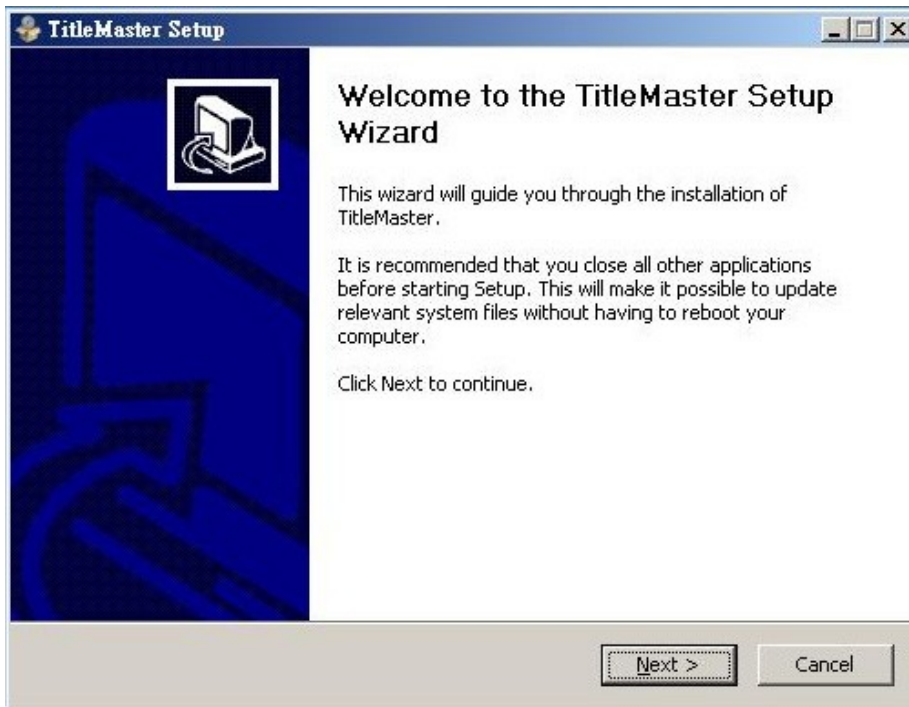 TitleMaster Setup
Welcome to the TitleMaster Setup
Wizard
This wizard will guide you through the installation of
TitleMaster.
It is recommended that you close all other applications
before starting Setup. This will make it possible to update
relevant system files without having to reboot your
computer.
Click Next to continue.
Next >
Cancel